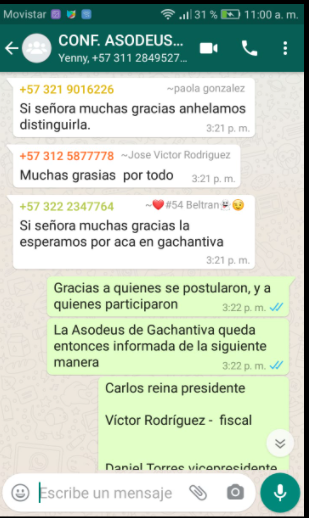 Movistar 31 % 11:00 a. m.
CONF. ASODEUS...
Yenny, +57 311 2849527...
+57 321 9016226 ~paola gonzalez
Si señora muchas gracias anhelamos
distinguirla. 3:21 p. m.
+57 312 5877778 ~Jose Victor Rodriguez
Muchas grasias por todo 3:21 p. m.
+57 322 2347764 ~❤️#54 Beltran
Si señora muchas gracias la
esperamos por aca en gachantiva
3:21 p. m.
Gracias a quienes se postularon, y a
quienes participaron 3:22 p. m.
La Asodeus de Gachantiva queda
entonces informada de la siguiente
manera 3:22 p. m.
Carlos reina presidente
Víctor Rodríguez - fiscal
Daniel Torres vicepresidente
Escribe un mensaje